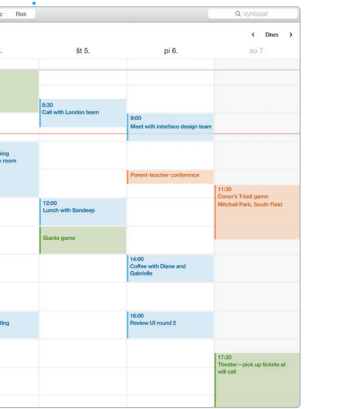 Rok
Vyhľadať
Dnes
št 5.
pi 6.
so 7.
8:30
Call with London team
9:00
Meet with interface design team
room
Parent-teacher conference
11:30
Conor's T-ball game
Mitchell Park, South Field
12:00
Lunch with Sandeep
Giants game
14:00
Coffee with Diane and
Gabrielle
16:00
Review UI round 2
17:30
Theater—pick up tickets at
will call